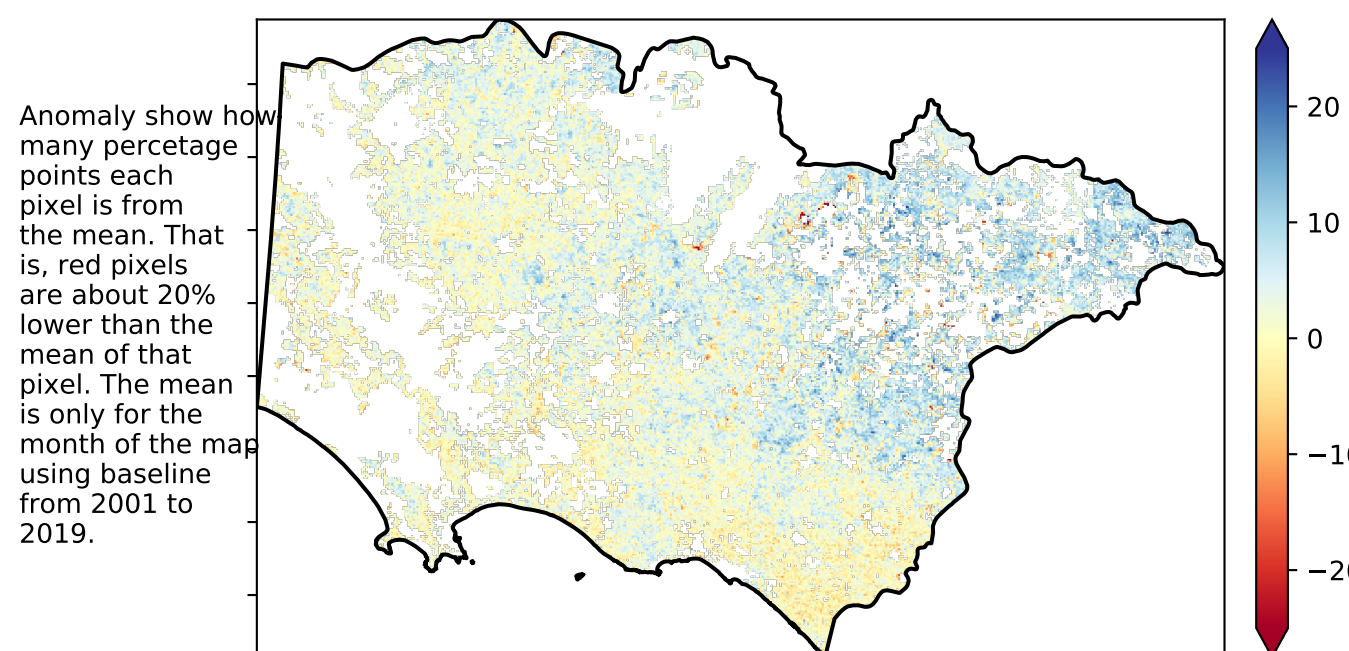 Anomaly show how
many percetage
points each
pixel is from
the mean. That
is, red pixels
are about 20%
lower than the
mean of that
pixel. The mean
is only for the
month of the map
using baseline
from 2001 to
2019.
20
10
0
−10
−20